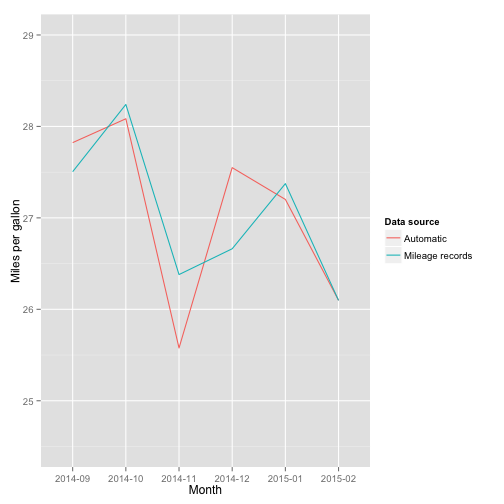 29
28
27
26
25
Miles per gallon
2014-09 2014-10 2014-11 2014-12 2015-01 2015-02
Month
Data source
Automatic
Mileage records